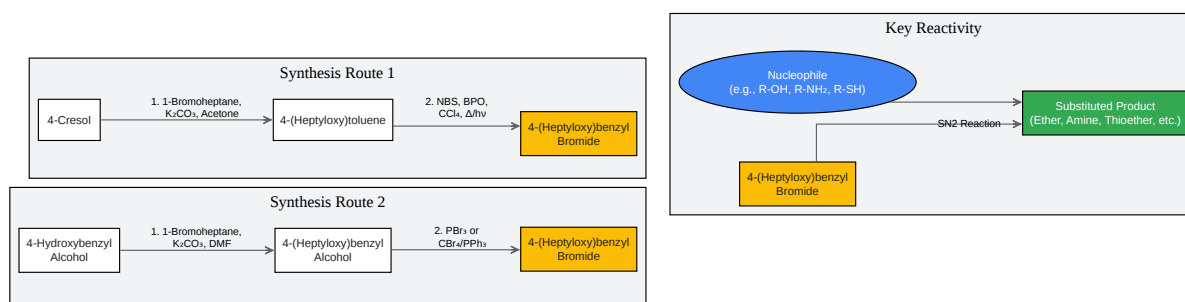 Synthesis Route 1
4-Cresol
1. 1-Bromoheptane,
K₂CO₃, Acetone
4-(Heptyloxy)toluene
2. NBS, BPO,
CCl₄, Δ/hν
4-(Heptyloxy)benzyl
Bromide
Synthesis Route 2
4-Hydroxybenzyl
Alcohol
1. 1-Bromoheptane,
K₂CO₃, DMF
4-(Heptyloxy)benzyl
Alcohol
2. PBr₃ or
CBr₄/PPh₃
4-(Heptyloxy)benzyl
Bromide
Key Reactivity
Nucleophile
(e.g., R-OH, R-NH₂, R-SH)
Substituted Product
(Ether, Amine, Thioether, etc.)
SN2 Reaction
4-(Heptyloxy)benzyl
Bromide